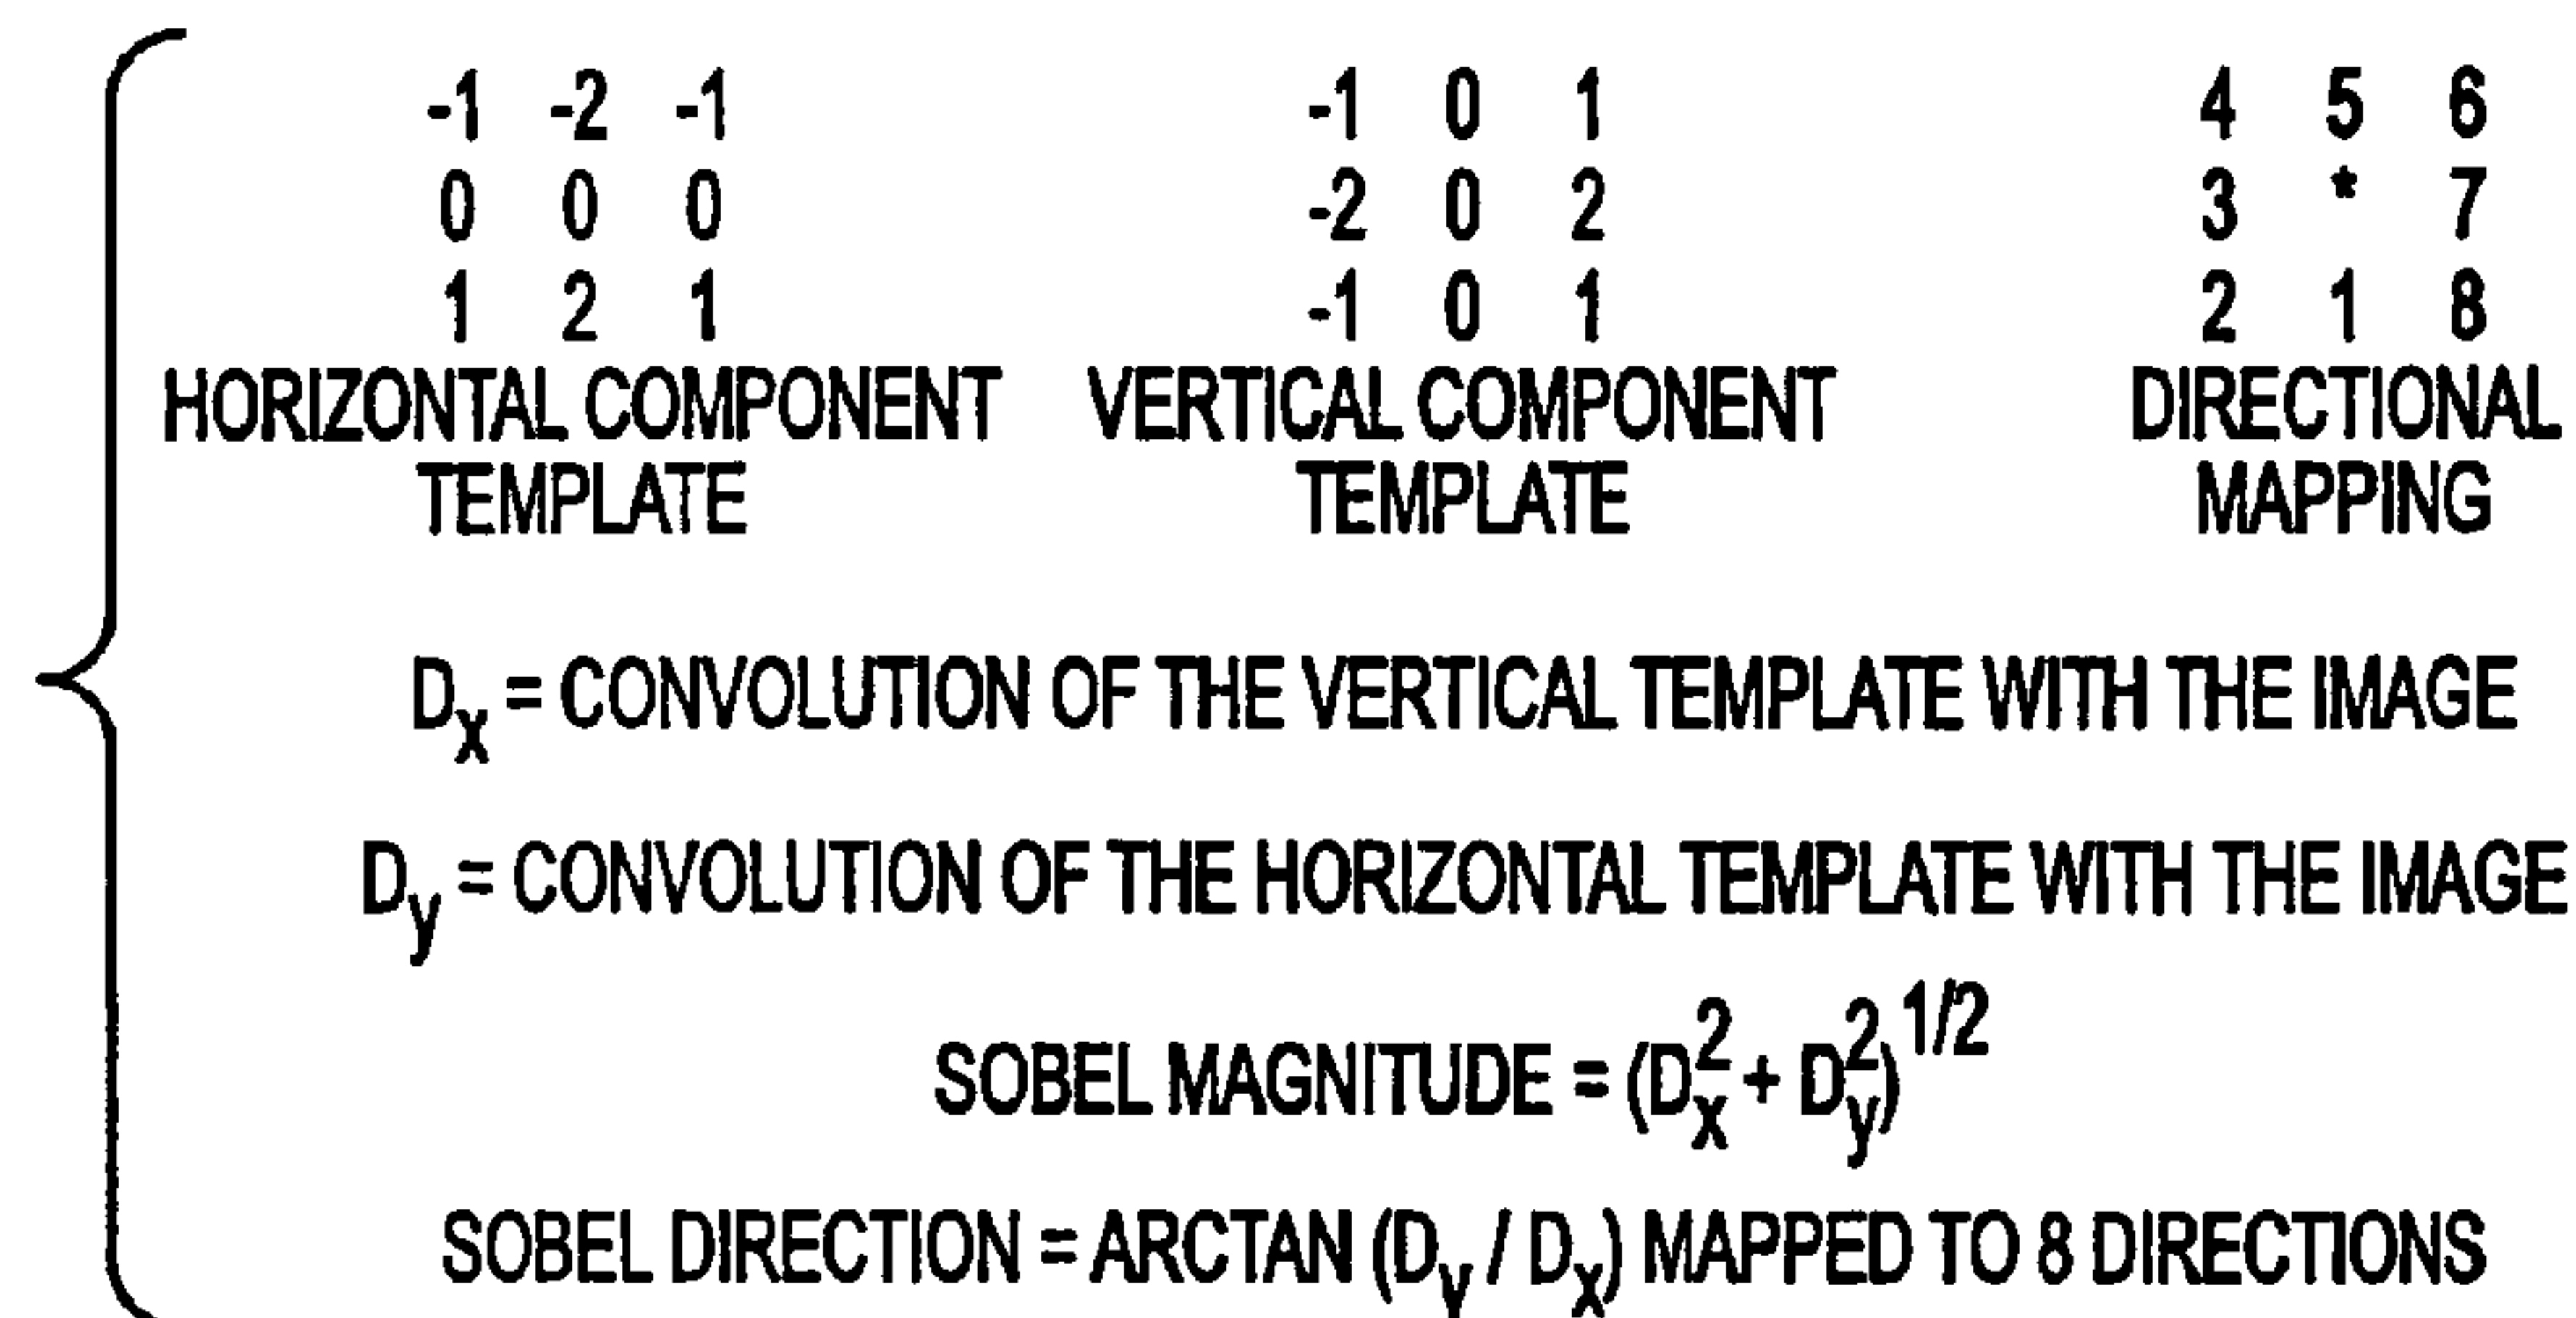 -1 -2 -1 -1 0 1 4 5 6
0 0 0 -2 0 2 3 * 7
1 2 1 -1 0 1 2 1 8
HORIZONTAL COMPONENT VERTICAL COMPONENT DIRECTIONAL
TEMPLATE TEMPLATE MAPPING
Dx = CONVOLUTION OF THE VERTICAL TEMPLATE WITH THE IMAGE
Dy = CONVOLUTION OF THE HORIZONTAL TEMPLATE WITH THE IMAGE
SOBEL MAGNITUDE = (Dx² + Dy²)^1/2
SOBEL DIRECTION = ARCTAN (Dy / Dx) MAPPED TO 8 DIRECTIONS